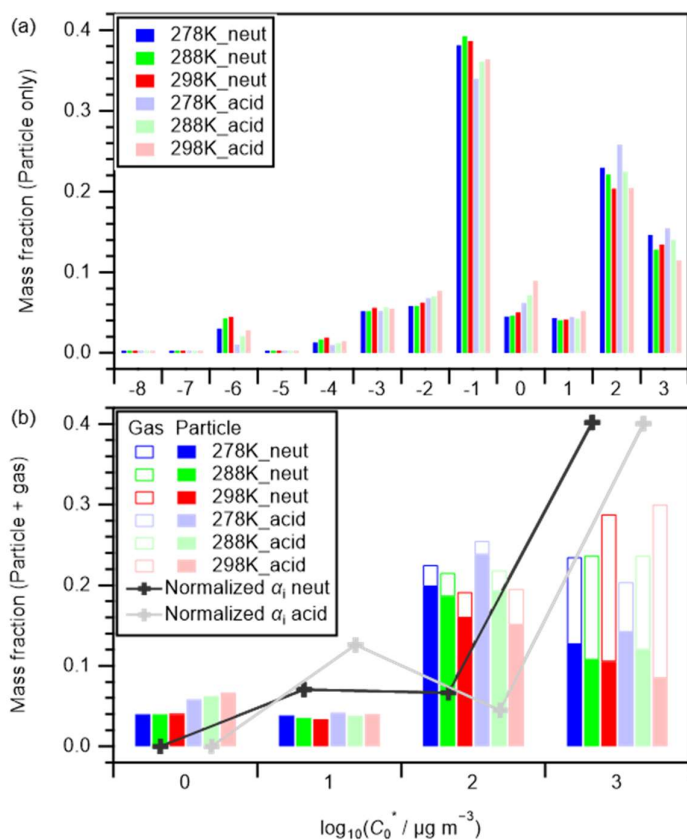 (a)
Mass fraction (Particle only)
0.4
0.3
0.2
0.1
0.0
278K_neut
288K_neut
298K_neut
278K_acid
288K_acid
298K_acid
-8 -7 -6 -5 -4 -3 -2 -1 0 1 2 3
(b)
Mass fraction (Particle + gas)
0.4
0.3
0.2
0.1
0.0
Gas Particle
278K_neut
288K_neut
298K_neut
278K_acid
288K_acid
298K_acid
Normalized αi neut
Normalized αi acid
0 1 2 3
log10(C0* / µg m−3)